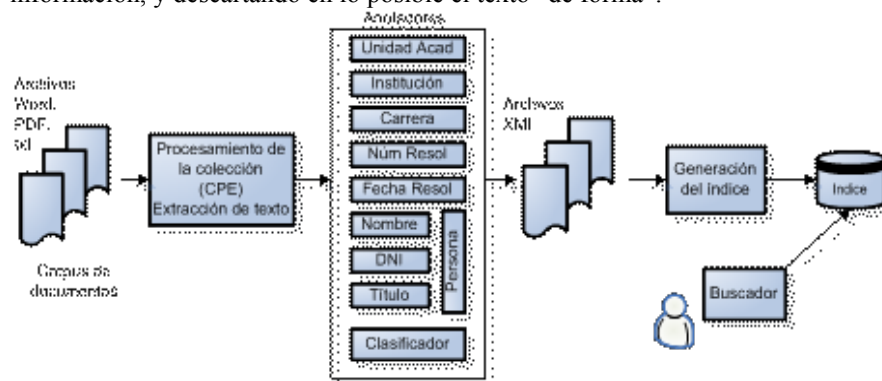 información, y descartando en lo posible el texto "de forma".
Anotadores
Archivos
Word,
PDF,
txt
Corpus de
documentos
Procesamiento de
la colección
(CPE)
Extracción de texto
Unidad Acad
Institución
Carrera
Núm Resol
Fecha Resol
Nombre
DNI
Título
Persona
Clasificador
Archivos
XML
Generación
del índice
Indice
Buscador